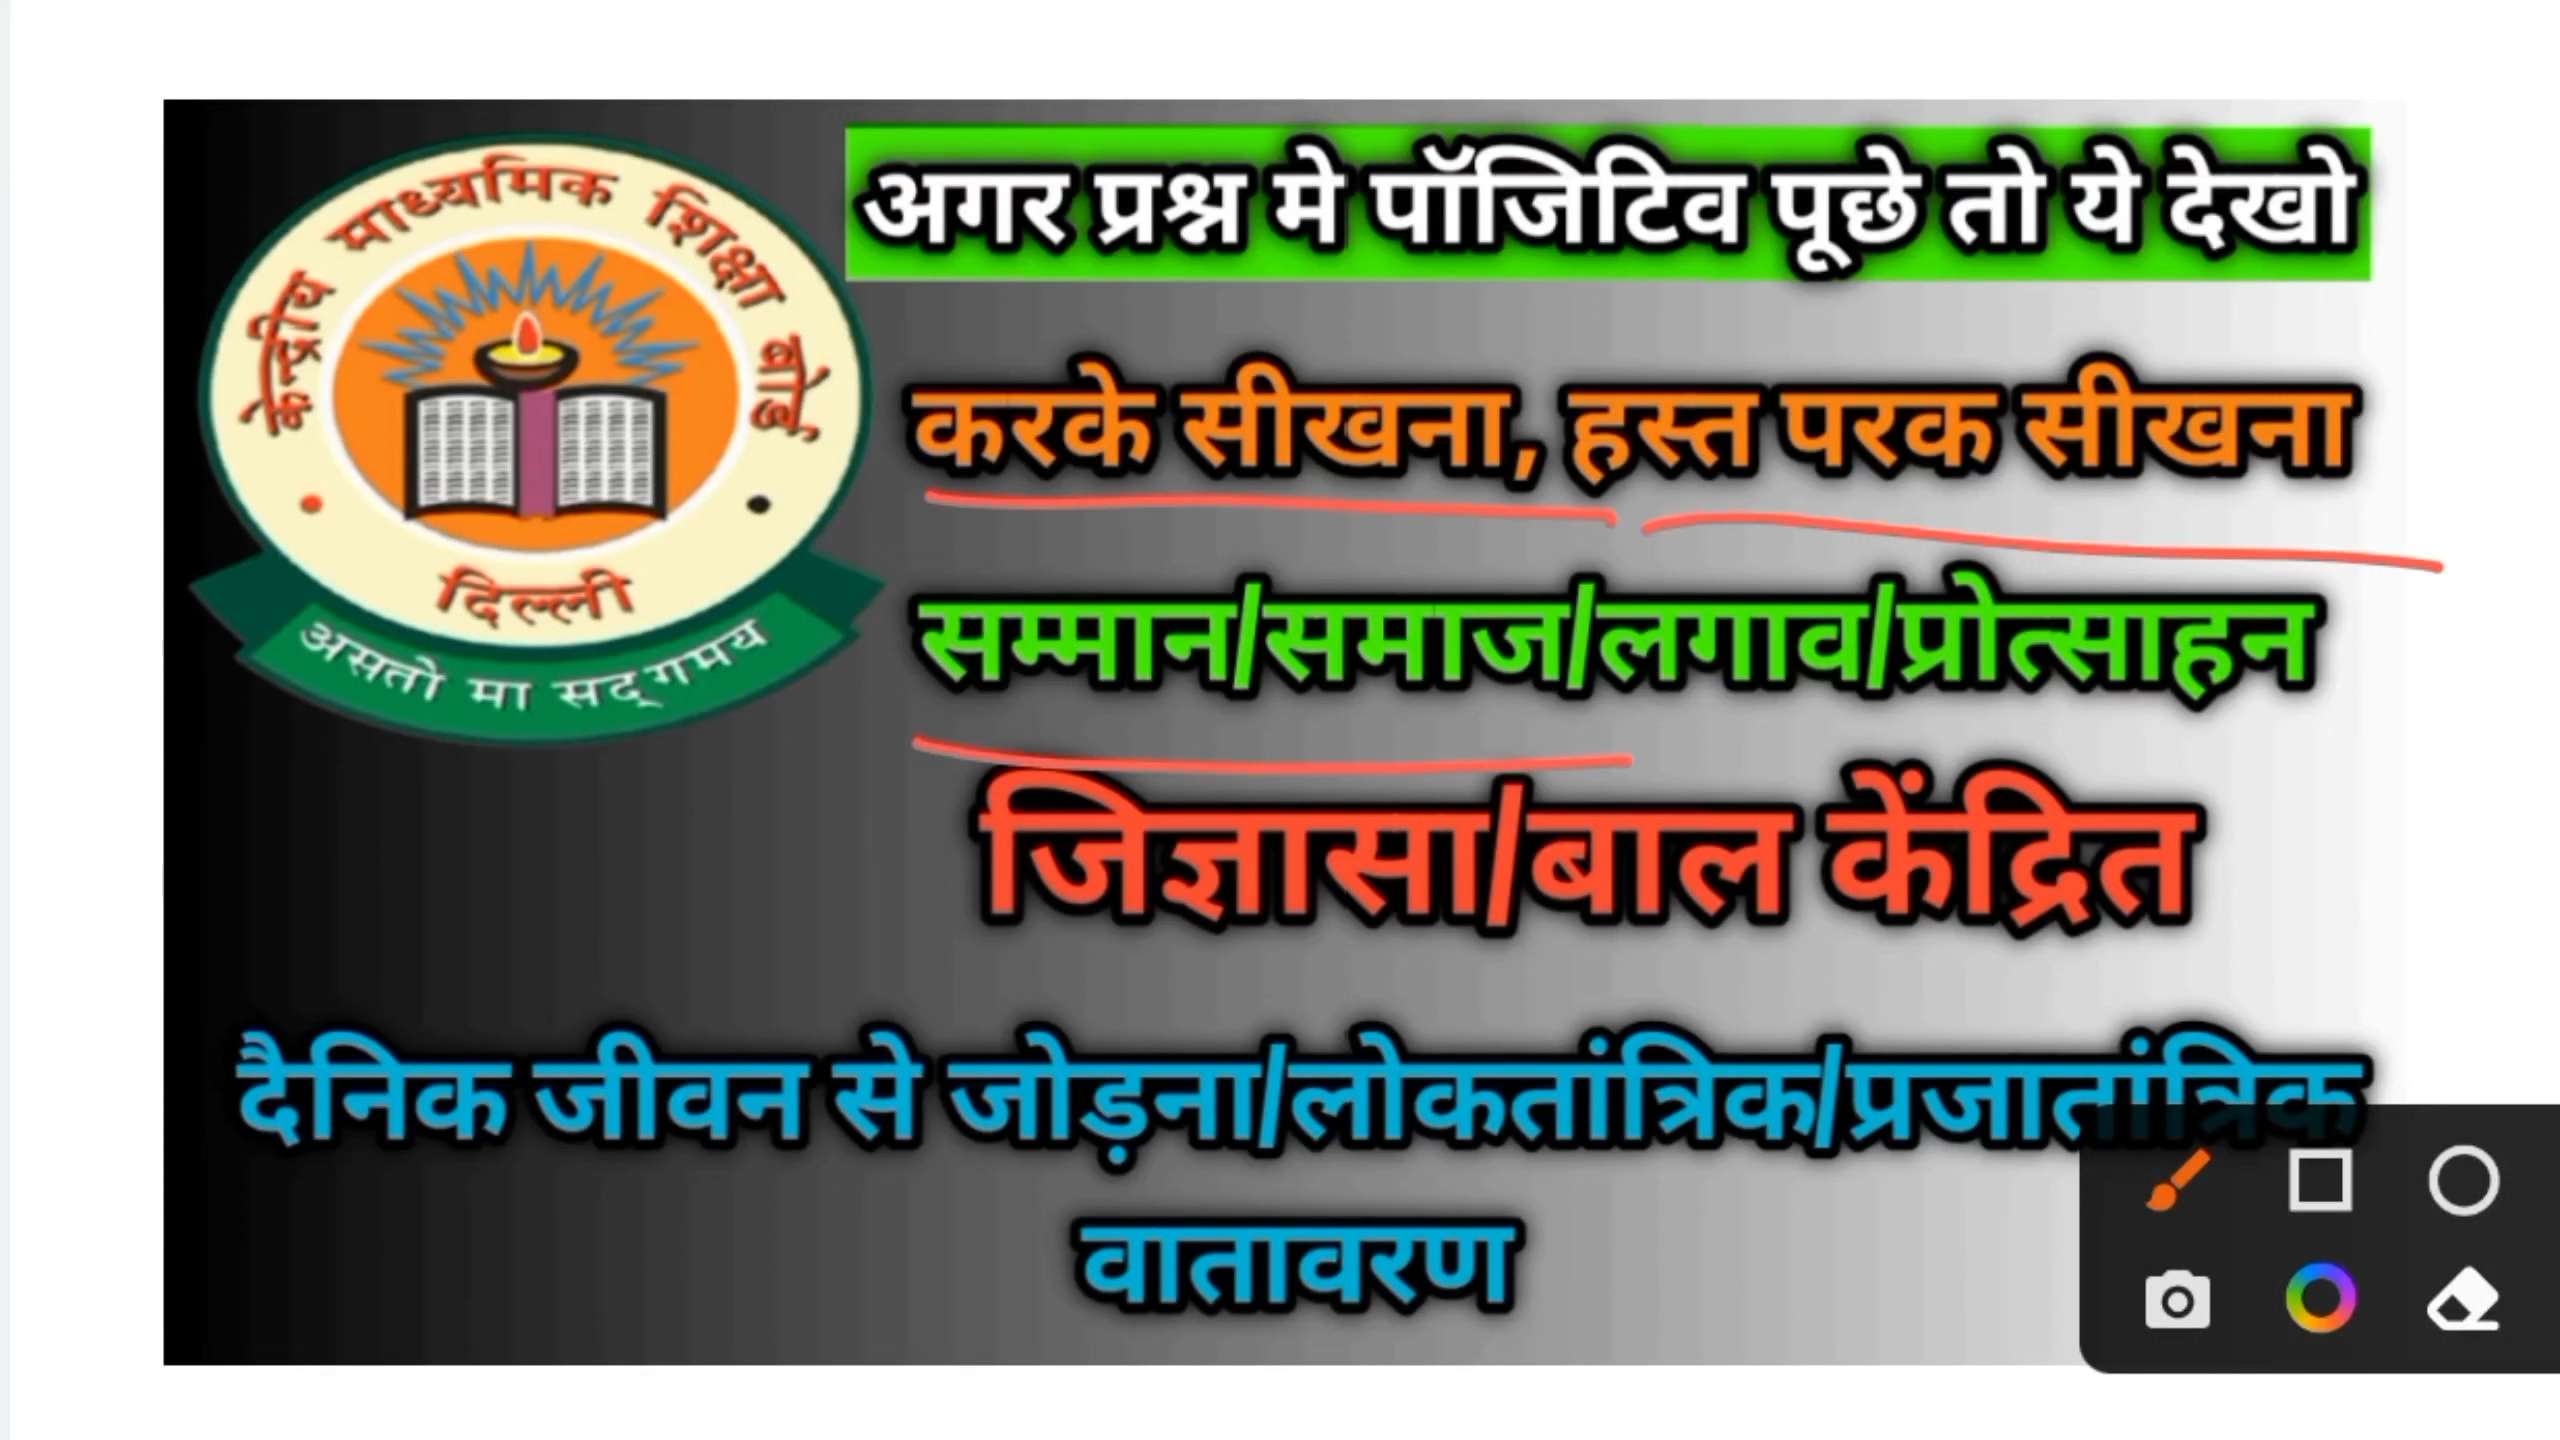 केन्द्रीय माध्यमिक शिक्षा बोर्ड
दिल्ली
असतो मा सद्गमय
अगर प्रश्न मे पॉजिटिव पूछे तो ये देखो
करके सीखना, हस्त परक सीखना
सम्मान/समाज/लगाव/प्रोत्साहन
जिज्ञासा/बाल केंद्रित
दैनिक जीवन से जोड़ना/लोकतांत्रिक/प्रजातांत्रिक
वातावरण